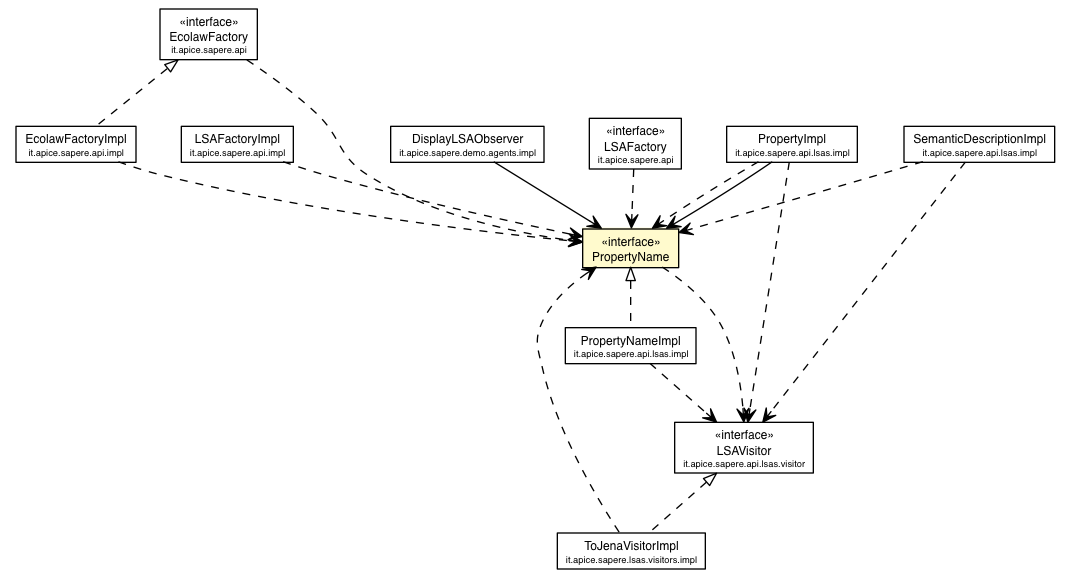 «interface»
EcolawFactory
it.apice.sapere.api
EcolawFactoryImpl
it.apice.sapere.api.impl
LSAFactoryImpl
it.apice.sapere.api.impl
DisplayLSAObserver
it.apice.sapere.demo.agents.impl
«interface»
LSAFactory
it.apice.sapere.api
PropertyImpl
it.apice.sapere.api.lsas.impl
SemanticDescriptionImpl
it.apice.sapere.api.lsas.impl
«interface»
PropertyName
PropertyNameImpl
it.apice.sapere.api.lsas.impl
«interface»
LSAVisitor
it.apice.sapere.api.lsas.visitor
ToJenaVisitorImpl
it.apice.sapere.lsas.visitors.impl